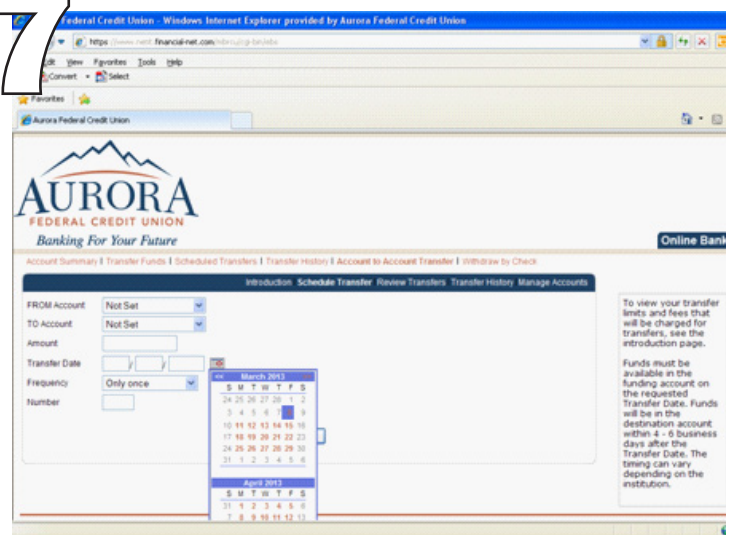 7
Federal Credit Union - Windows Internet Explorer provided by Aurora Federal Credit Union
View Favorites Tools Help
Convert Select
Favorites
Aurora Federal Credit Union
AURORA
FEDERAL CREDIT UNION
Banking For Your Future
Online Bank
Account Summary | Transfer Funds | Scheduled Transfers | Transfer History | Account to Account Transfer | Withdraw by Check
Introduction Schedule Transfer Review Transfers Transfer History Manage Accounts
FROM Account Not Set
TO Account Not Set
Amount
Transfer Date / /
Frequency Only once
Number
<< March 2013
S M T W T F S
24 25 26 27 28 1 2
3 4 5 6 7 8 9
10 11 12 13 14 15 16
17 18 19 20 21 22 23
24 25 26 27 28 29 30
31 1 2 3 4 5 6
April 2013
S M T W T F S
31 1 2 3 4 5 6
7 8 9 10 11 12 13
To view your transfer
limits and fees that
will be charged for
transfers, see the
introduction page.
Funds must be
available in the
funding account on
the requested
Transfer Date. Funds
will be in the
destination account
within 4 - 6 business
days after the
Transfer Date. The
timing can vary
depending on the
institution.